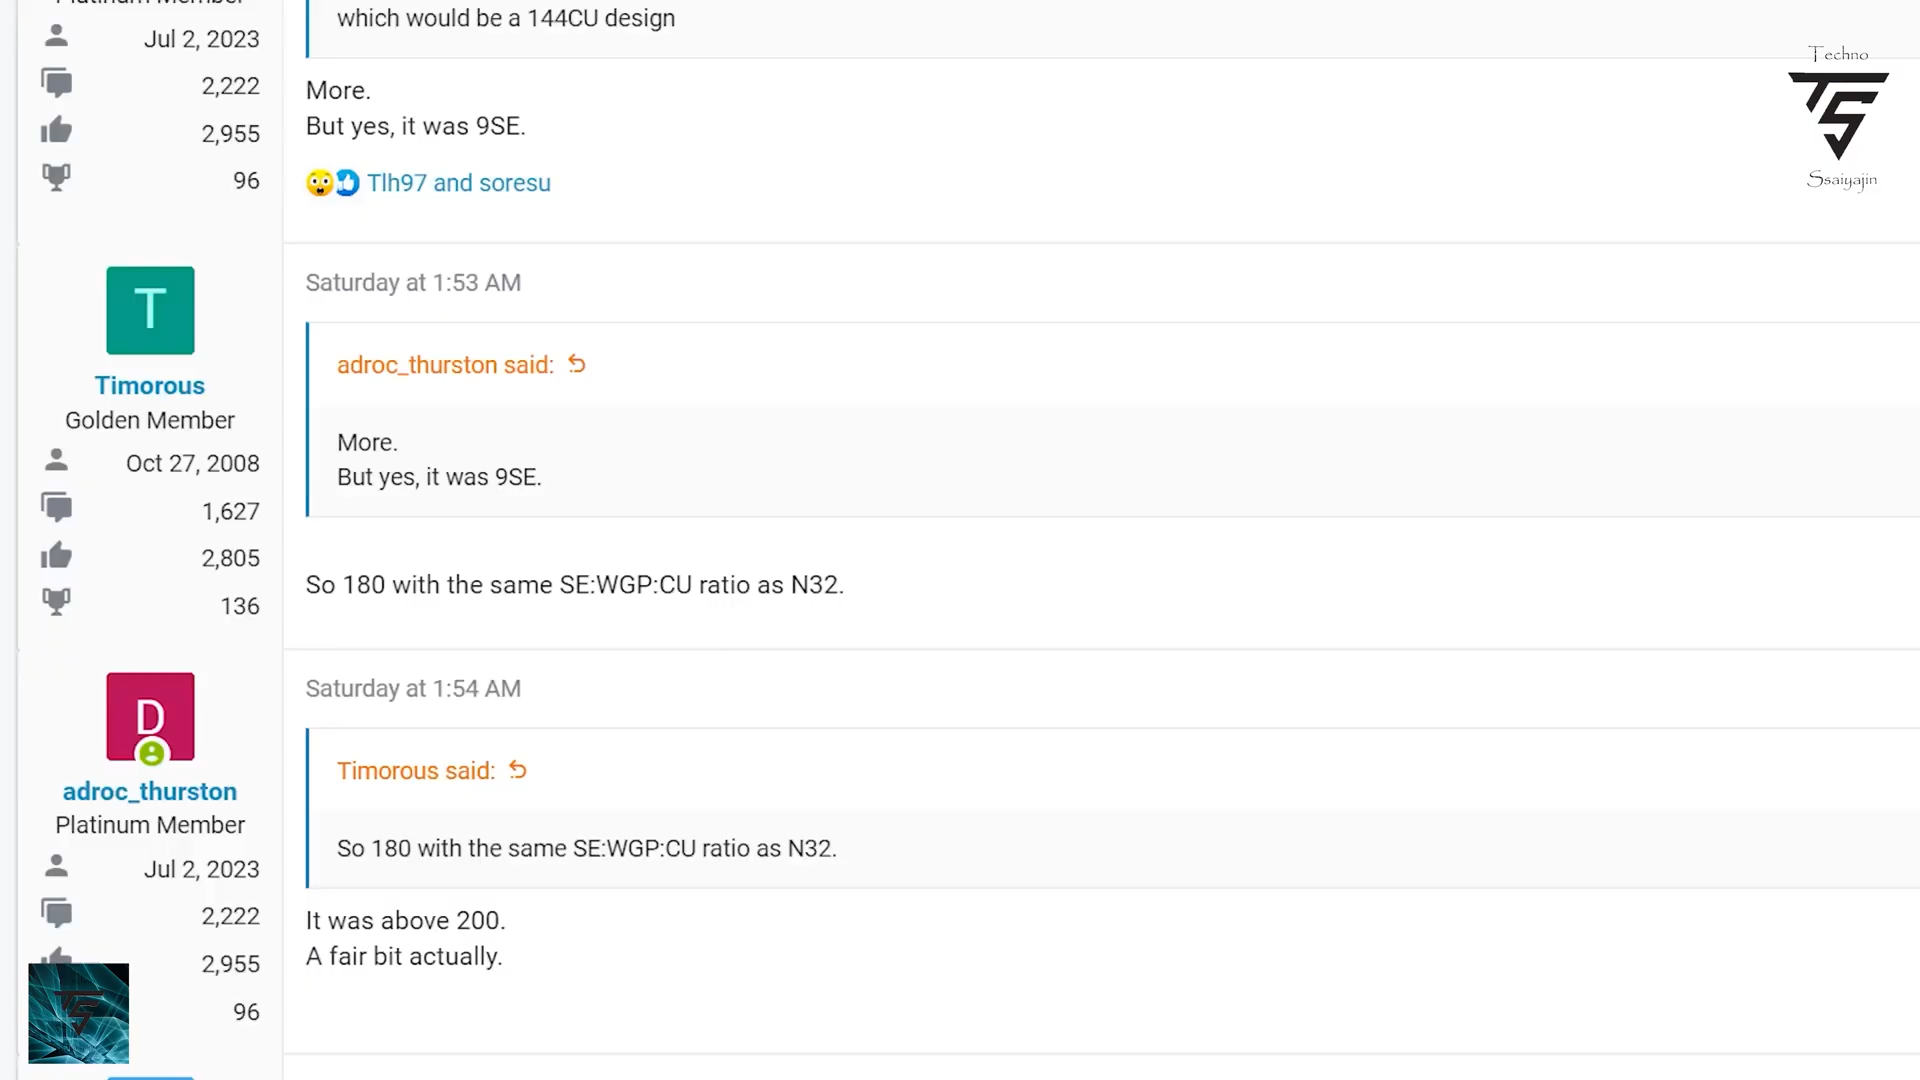 which would be a 144CU design
Jul 2, 2023
2,222
2,955
96
More.
But yes, it was 9SE.
Tlh97 and soresu
Techno
TS
Ssaiyajin
T
Timorous
Golden Member
Oct 27, 2008
1,627
2,805
136
Saturday at 1:53 AM
adroc_thurston said:
More.
But yes, it was 9SE.
So 180 with the same SE:WGP:CU ratio as N32.
D
adroc_thurston
Platinum Member
Jul 2, 2023
2,222
2,955
96
Saturday at 1:54 AM
Timorous said:
So 180 with the same SE:WGP:CU ratio as N32.
It was above 200.
A fair bit actually.
TS